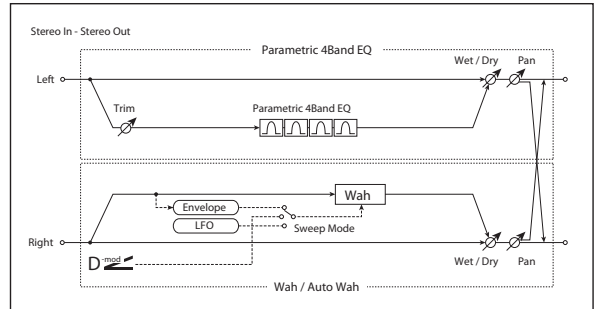 Stereo In - Stereo Out
Parametric 4Band EQ
Wet / Dry
Pan
Left
Trim
Parametric 4Band EQ
Wah
Envelope
LFO
Sweep Mode
Right
D-mod
Wet / Dry
Pan
Wah / Auto Wah